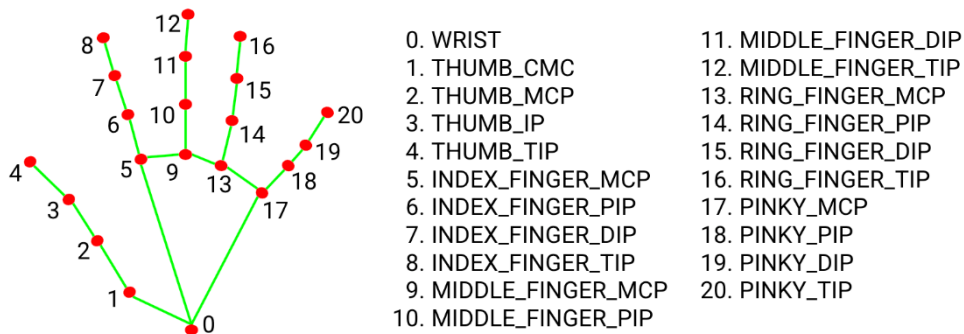 12
8
16
11
7
15
10
6
14
20
4
5
9
13
19
18
3
17
2
1
0
0. WRIST
1. THUMB_CMC
2. THUMB_MCP
3. THUMB_IP
4. THUMB_TIP
5. INDEX_FINGER_MCP
6. INDEX_FINGER_PIP
7. INDEX_FINGER_DIP
8. INDEX_FINGER_TIP
9. MIDDLE_FINGER_MCP
10. MIDDLE_FINGER_PIP
11. MIDDLE_FINGER_DIP
12. MIDDLE_FINGER_TIP
13. RING_FINGER_MCP
14. RING_FINGER_PIP
15. RING_FINGER_DIP
16. RING_FINGER_TIP
17. PINKY_MCP
18. PINKY_PIP
19. PINKY_DIP
20. PINKY_TIP